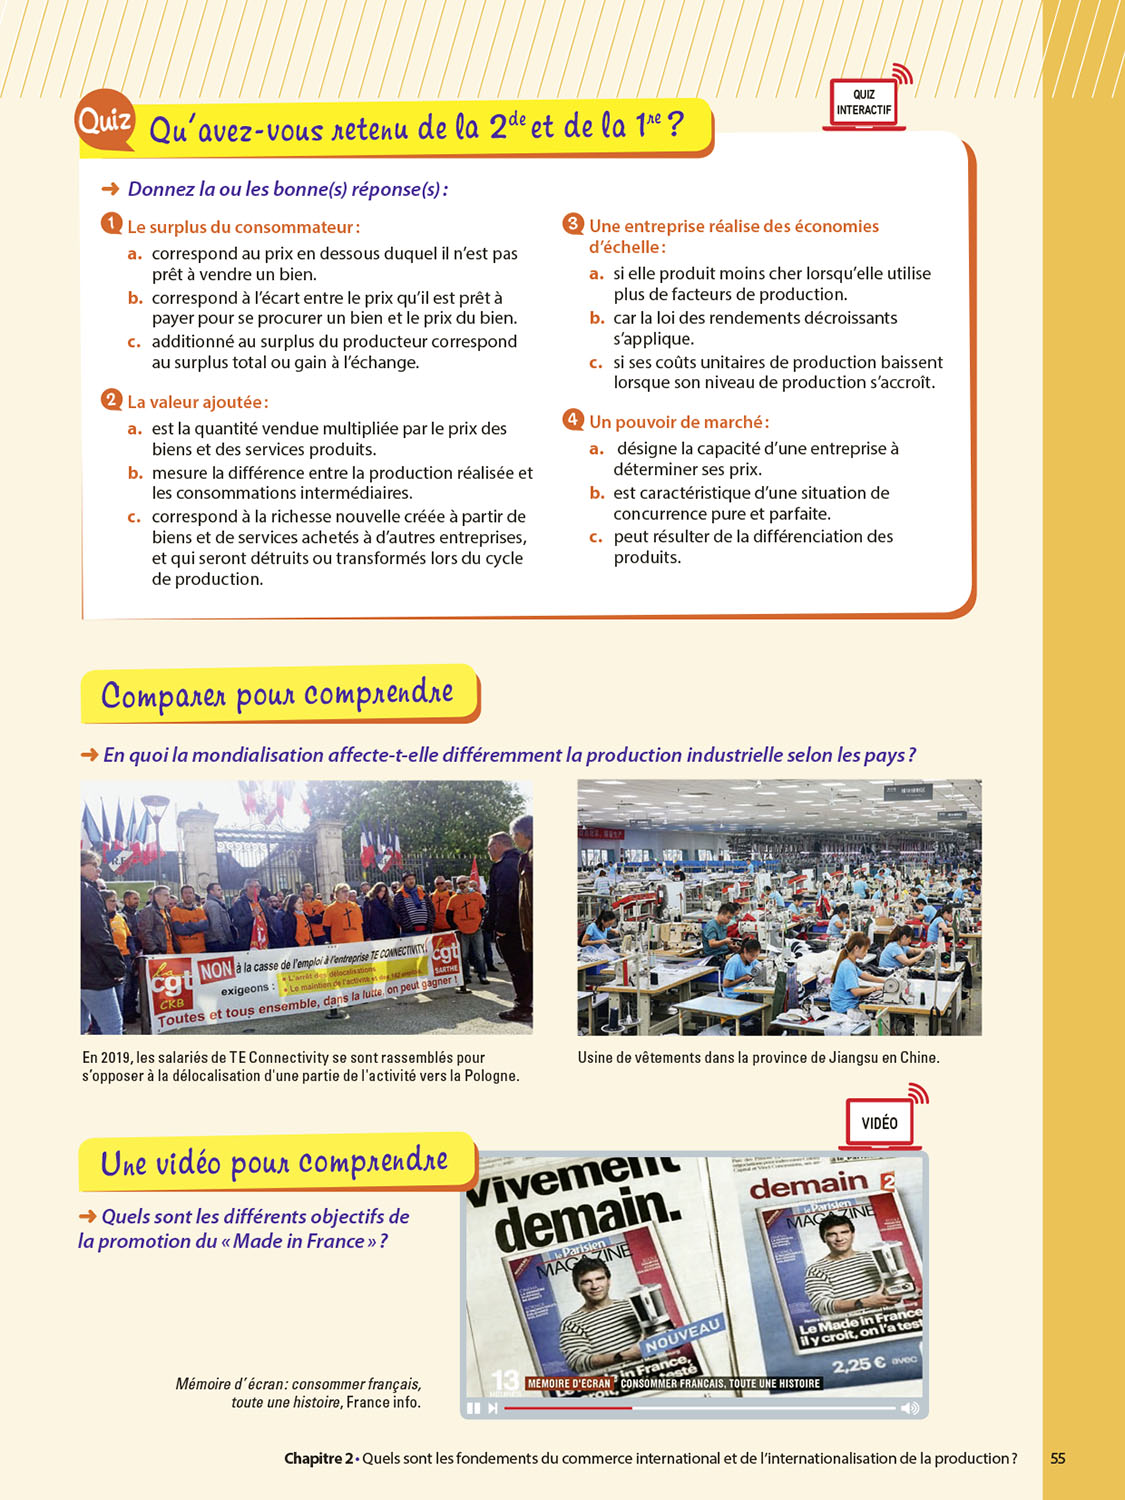 Quiz
Qu'avez-vous retenu de la 2de et de la 1re ?
QUIZ
INTERACTIF
➜ Donnez la ou les bonne(s) réponse(s) :
1 Le surplus du consommateur :
a. correspond au prix en dessous duquel il n'est pas
prêt à vendre un bien.
b. correspond à l'écart entre le prix qu'il est prêt à
payer pour se procurer un bien et le prix du bien.
c. additionné au surplus du producteur correspond
au surplus total ou gain à l'échange.
2 La valeur ajoutée :
a. est la quantité vendue multipliée par le prix des
biens et des services produits.
b. mesure la différence entre la production réalisée et
les consommations intermédiaires.
c. correspond à la richesse nouvelle créée à partir de
biens et de services achetés à d'autres entreprises,
et qui seront détruits ou transformés lors du cycle
de production.
3 Une entreprise réalise des économies
d'échelle :
a. si elle produit moins cher lorsqu'elle utilise
plus de facteurs de production.
b. car la loi des rendements décroissants
s'applique.
c. si ses coûts unitaires de production baissent
lorsque son niveau de production s'accroît.
4 Un pouvoir de marché :
a. désigne la capacité d'une entreprise à
déterminer ses prix.
b. est caractéristique d'une situation de
concurrence pure et parfaite.
c. peut résulter de la différenciation des
produits.
Comparer pour comprendre
➜ En quoi la mondialisation affecte-t-elle différemment la production industrielle selon les pays ?
La cgt CKB
NON à la casse de l'emploi à l'entreprise TE CONNECTIVITY.
exigeons :
• L'arrêt des délocalisations
• Le maintien de l'activité et des
Toutes et tous ensemble, dans la lutte, on peut gagner !
La cgt SARTHE
En 2019, les salariés de TE Connectivity se sont rassemblés pour
s'opposer à la délocalisation d'une partie de l'activité vers la Pologne.
Usine de vêtements dans la province de Jiangsu en Chine.
VIDÉO
Une vidéo pour comprendre
➜ Quels sont les différents objectifs de
la promotion du « Made in France » ?
Vivement
demain.
le Parisien
MAGAZINE
NOUVEAU
in France,
demain 2
le Parisien
MAGAZINE
Le Made in France
il y croit, on l'a test
2,25 € avec
13
MÉMOIRE D'ÉCRAN CONSOMMER FRANCAIS, TOUTE UNE HISTOIRE
Mémoire d'écran : consommer français,
toute une histoire, France info.
Chapitre 2 • Quels sont les fondements du commerce international et de l'internationalisation de la production ? 55